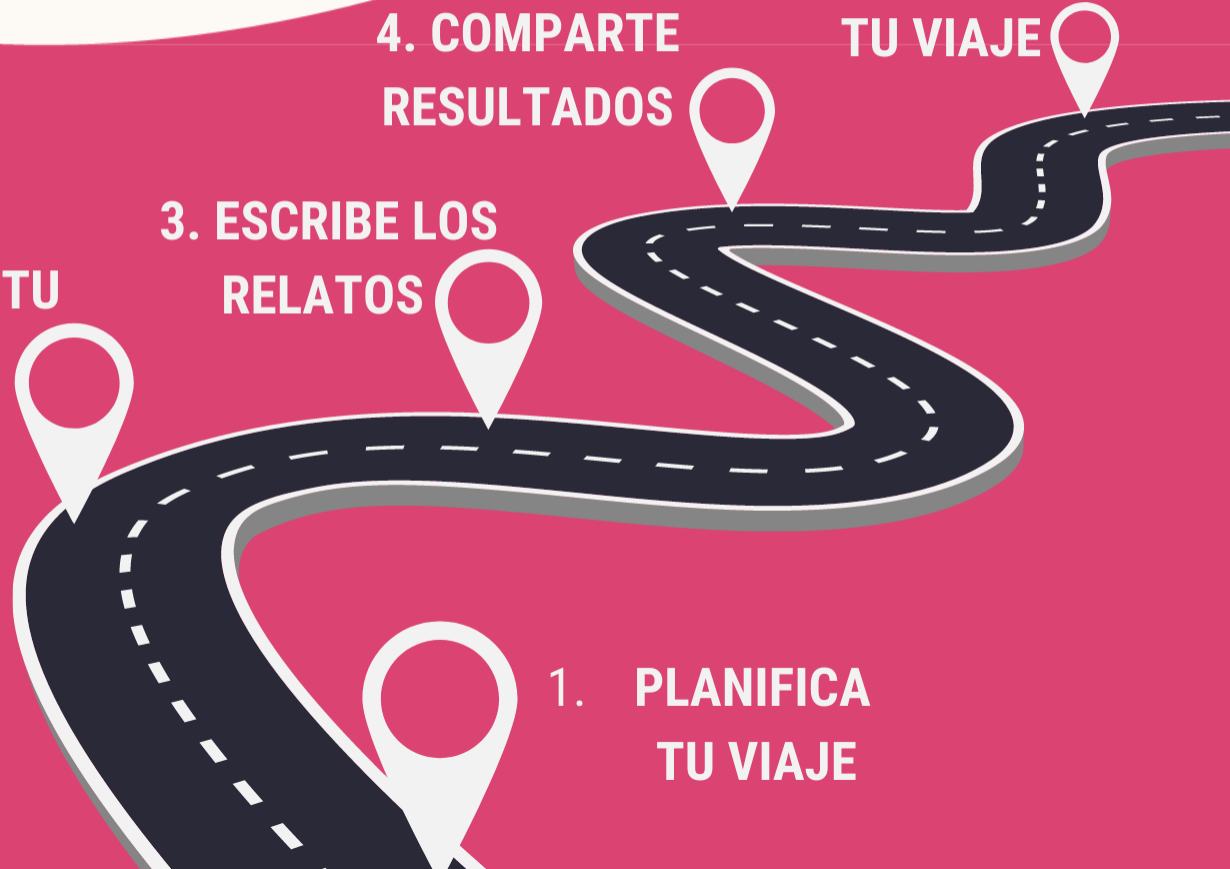 4. COMPARTE
RESULTADOS
TU VIAJE
3. ESCRIBE LOS
RELATOS
TU
1. PLANIFICA
TU VIAJE